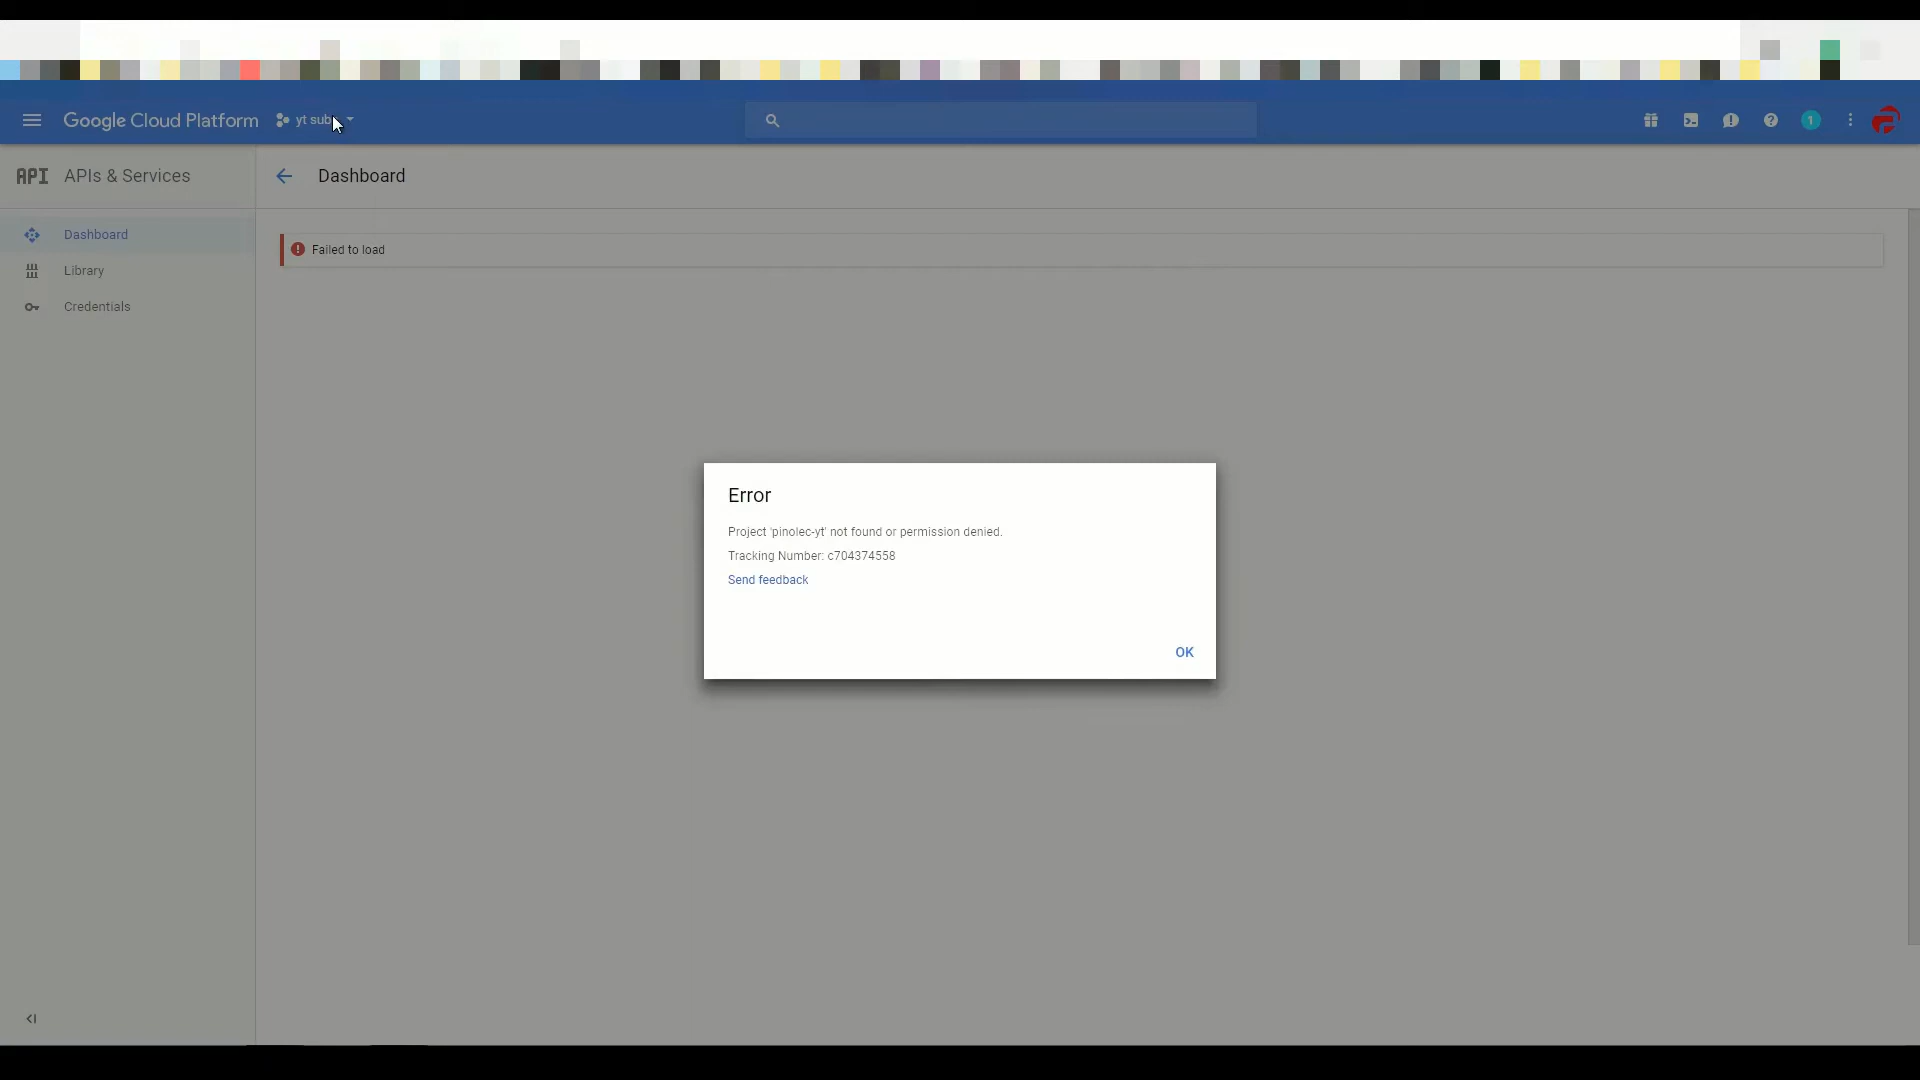 Google Cloud Platform
yt sub
1
API
APIs & Services
Dashboard
Dashboard
Failed to load
Library
Credentials
Error
Project 'pinolec-yt' not found or permission denied.
Tracking Number: c704374558
Send feedback
OK